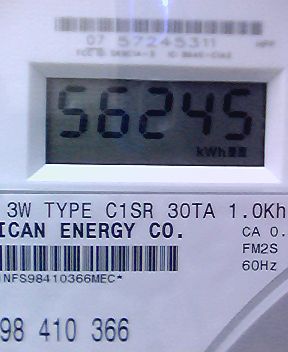 07 57245311
56245
kWh
3W TYPE C1SR 30TA 1.0Kh
ICAN ENERGY CO. CA 0.
FM2S
60Hz
NFS98410366MEC*
98 410 366